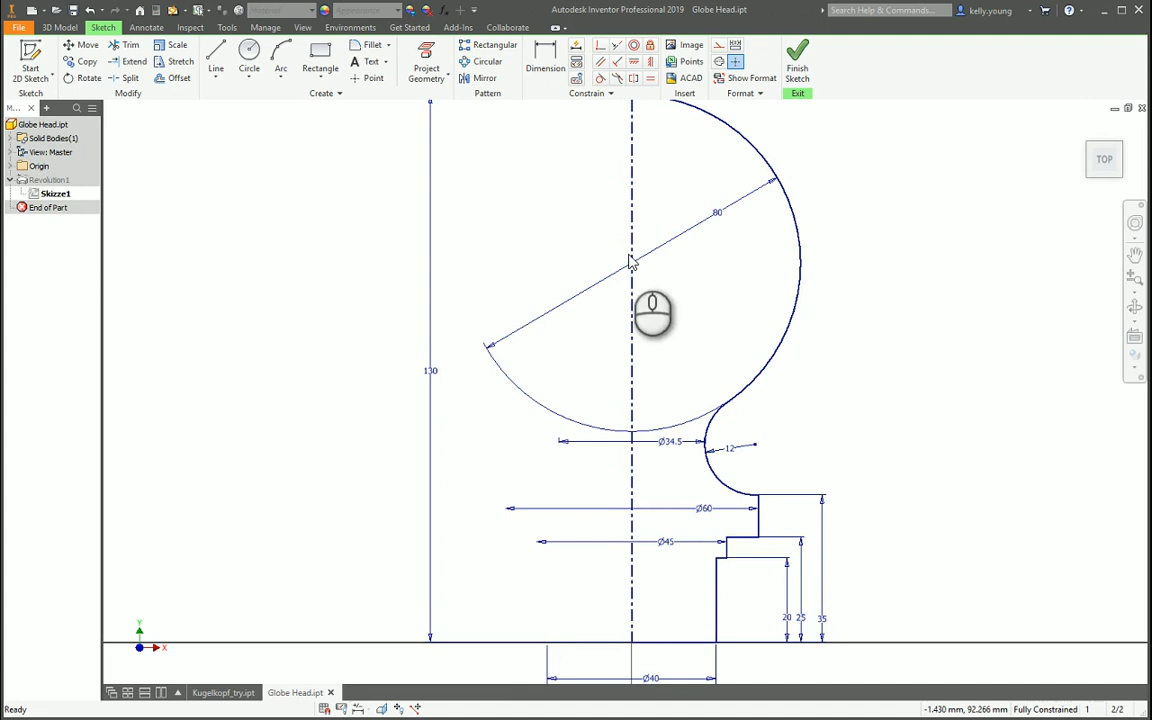 Autodesk Inventor Professional 2019 Globe Head.ipt
Search Help & Commands...
kelly.young
File 3D Model Sketch Annotate Inspect Tools Manage View Environments Get Started Add-Ins Collaborate
Move Trim Scale
Copy Extend Stretch
Rotate Split Offset
Start
2D Sketch
Line Circle Arc Rectangle
Fillet
Text
Point
Project
Geometry
Rectangular
Circular
Mirror
Dimension
Image
Points
ACAD
Show Format
Finish
Sketch
Sketch Modify Create Pattern Constrain Insert Format Exit
M...
Globe Head.ipt
Solid Bodies(1)
View: Master
Origin
Revolution1
Skizze1
End of Part
TOP
80
130
Ø34.5
12
Ø60
Ø45
20
25
35
Ø40
Y
X
Kugelkopf_try.ipt Globe Head.ipt
Ready
-1.430 mm, 92.266 mm Fully Constrained 1 2/2